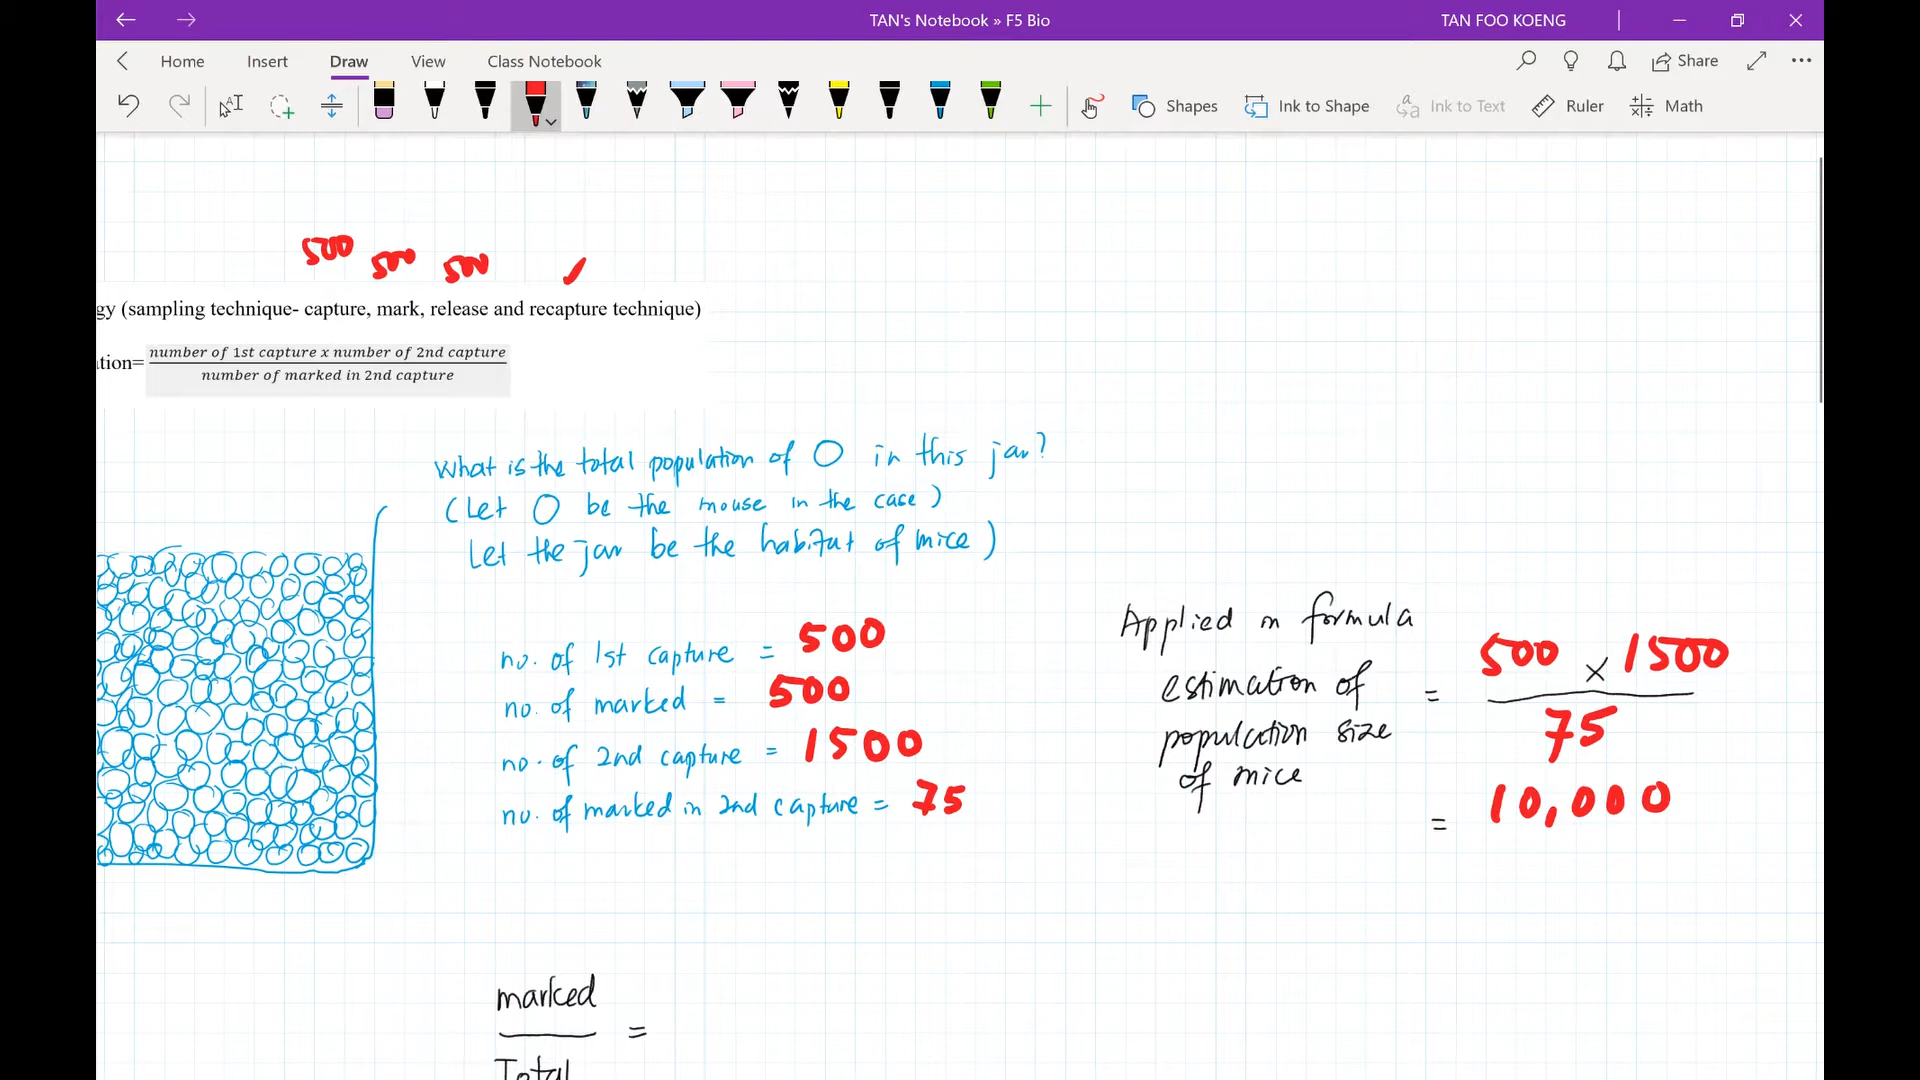 TAN's Notebook » F5 Bio
TAN FOO KOENG
Home Insert Draw View Class Notebook
Share
Shapes Ink to Shape Ink to Text Ruler Math
500 500 500
gy (sampling technique- capture, mark, release and recapture technique)
number of 1st capture x number of 2nd capture
ation=
number of marked in 2nd capture
What is the total population of O in this jar?
(Let O be the mouse in the case)
Let the jar be the habitat of mice)
no. of 1st capture = 500
no. of marked = 500
no. of 2nd capture = 1500
no. of marked in 2nd capture = 75
Applied in formula
estimation of
population size
of mice
= 500 × 1500
75
= 10,000
marked
=
Total